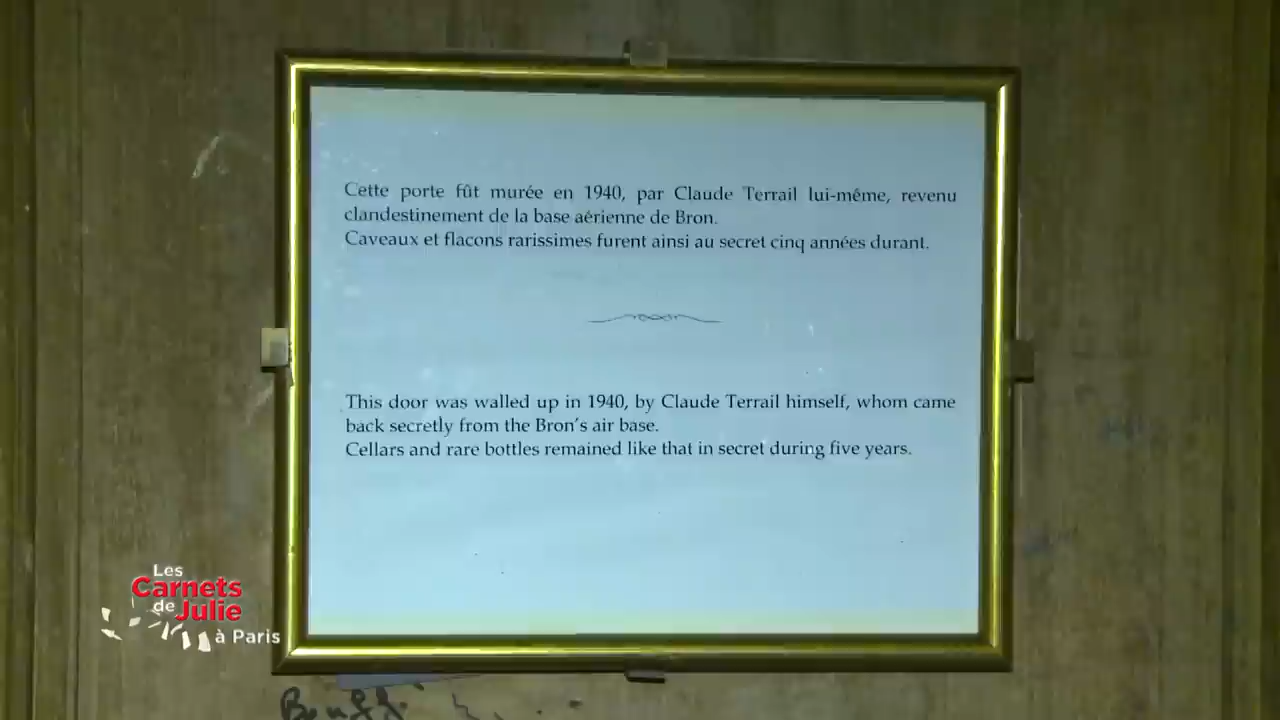 Cette porte fût murée en 1940, par Claude Terrail lui-même, revenu
clandestinement de la base aérienne de Bron.
Caveaux et flacons rarissimes furent ainsi au secret cinq années durant.
This door was walled up in 1940, by Claude Terrail himself, whom came
back secretly from the Bron's air base.
Cellars and rare bottles remained like that in secret during five years.
Les
Carnets
de Julie
à Paris